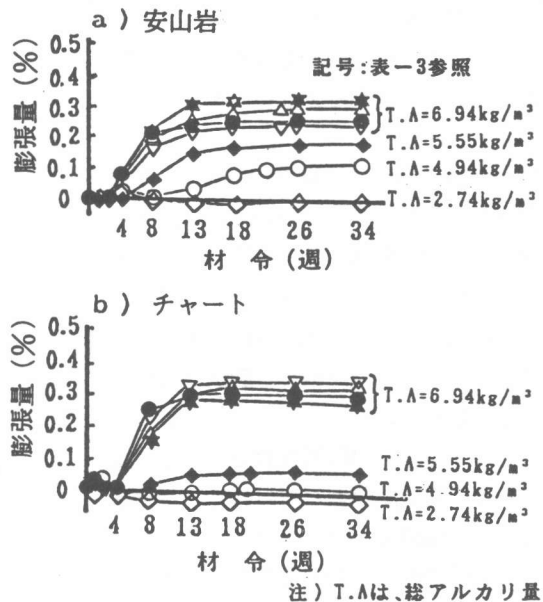 a) 安山岩
0.5
0.4
0.3
0.2
0.1
0
膨張量 (%)
記号:表-3参照
T.A=6.94kg/m³
T.A=5.55kg/m³
T.A=4.94kg/m³
T.A=2.74kg/m³
4 8 13 18 26 34
材 令 (週)
b) チャート
0.5
0.4
0.3
0.2
0.1
0
膨張量 (%)
T.A=6.94kg/m³
T.A=5.55kg/m³
T.A=4.94kg/m³
T.A=2.74kg/m³
4 8 13 18 26 34
材 令 (週)
注) T.Aは、総アルカリ量